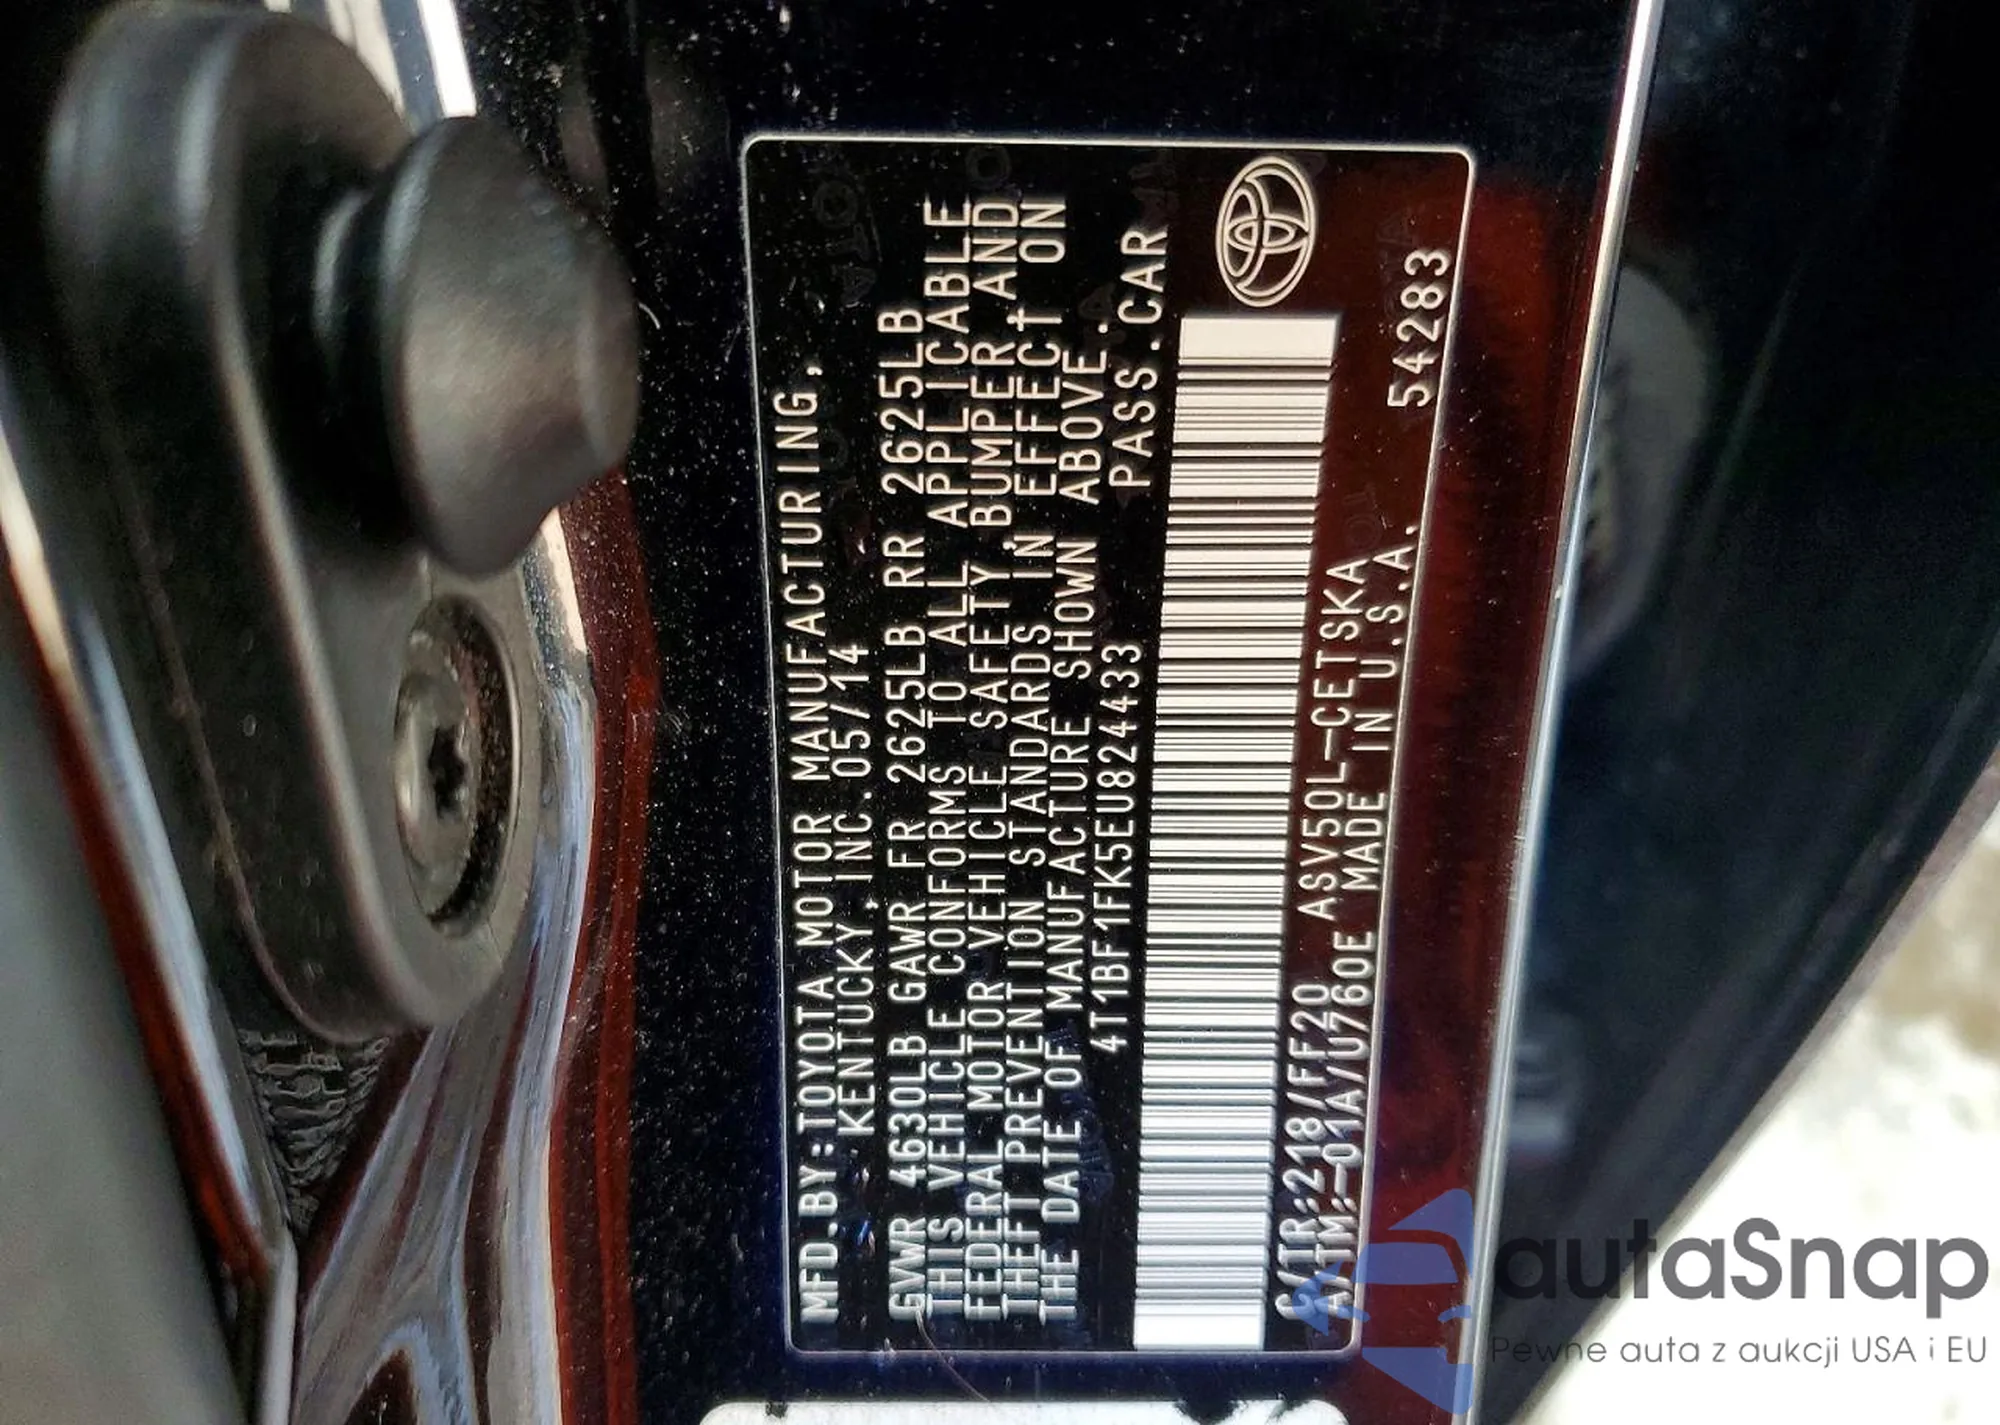 MFD.BY:TOYOTA MOTOR MANUFACTURING,
KENTUCKY,INC.05/14
GVWR 4630LB GAWR FR 2625LB RR 2625LB
THIS VEHICLE CONFORMS TO ALL APPLICABLE
FEDERAL MOTOR VEHICLE SAFETY,BUMPER AND
THEFT PREVENTION STANDARDS IN EFFECT ON
THE DATE OF MANUFACTURE SHOWN ABOVE.
4T1BF1FK5EU824433 PASS.CAR
C/TR:218/FF20 ASV50L-CETSKA
A/TM:-01A/U760E MADE IN U.S.A. 54283
autaSnap
Pewne auta z aukcji USA i EU